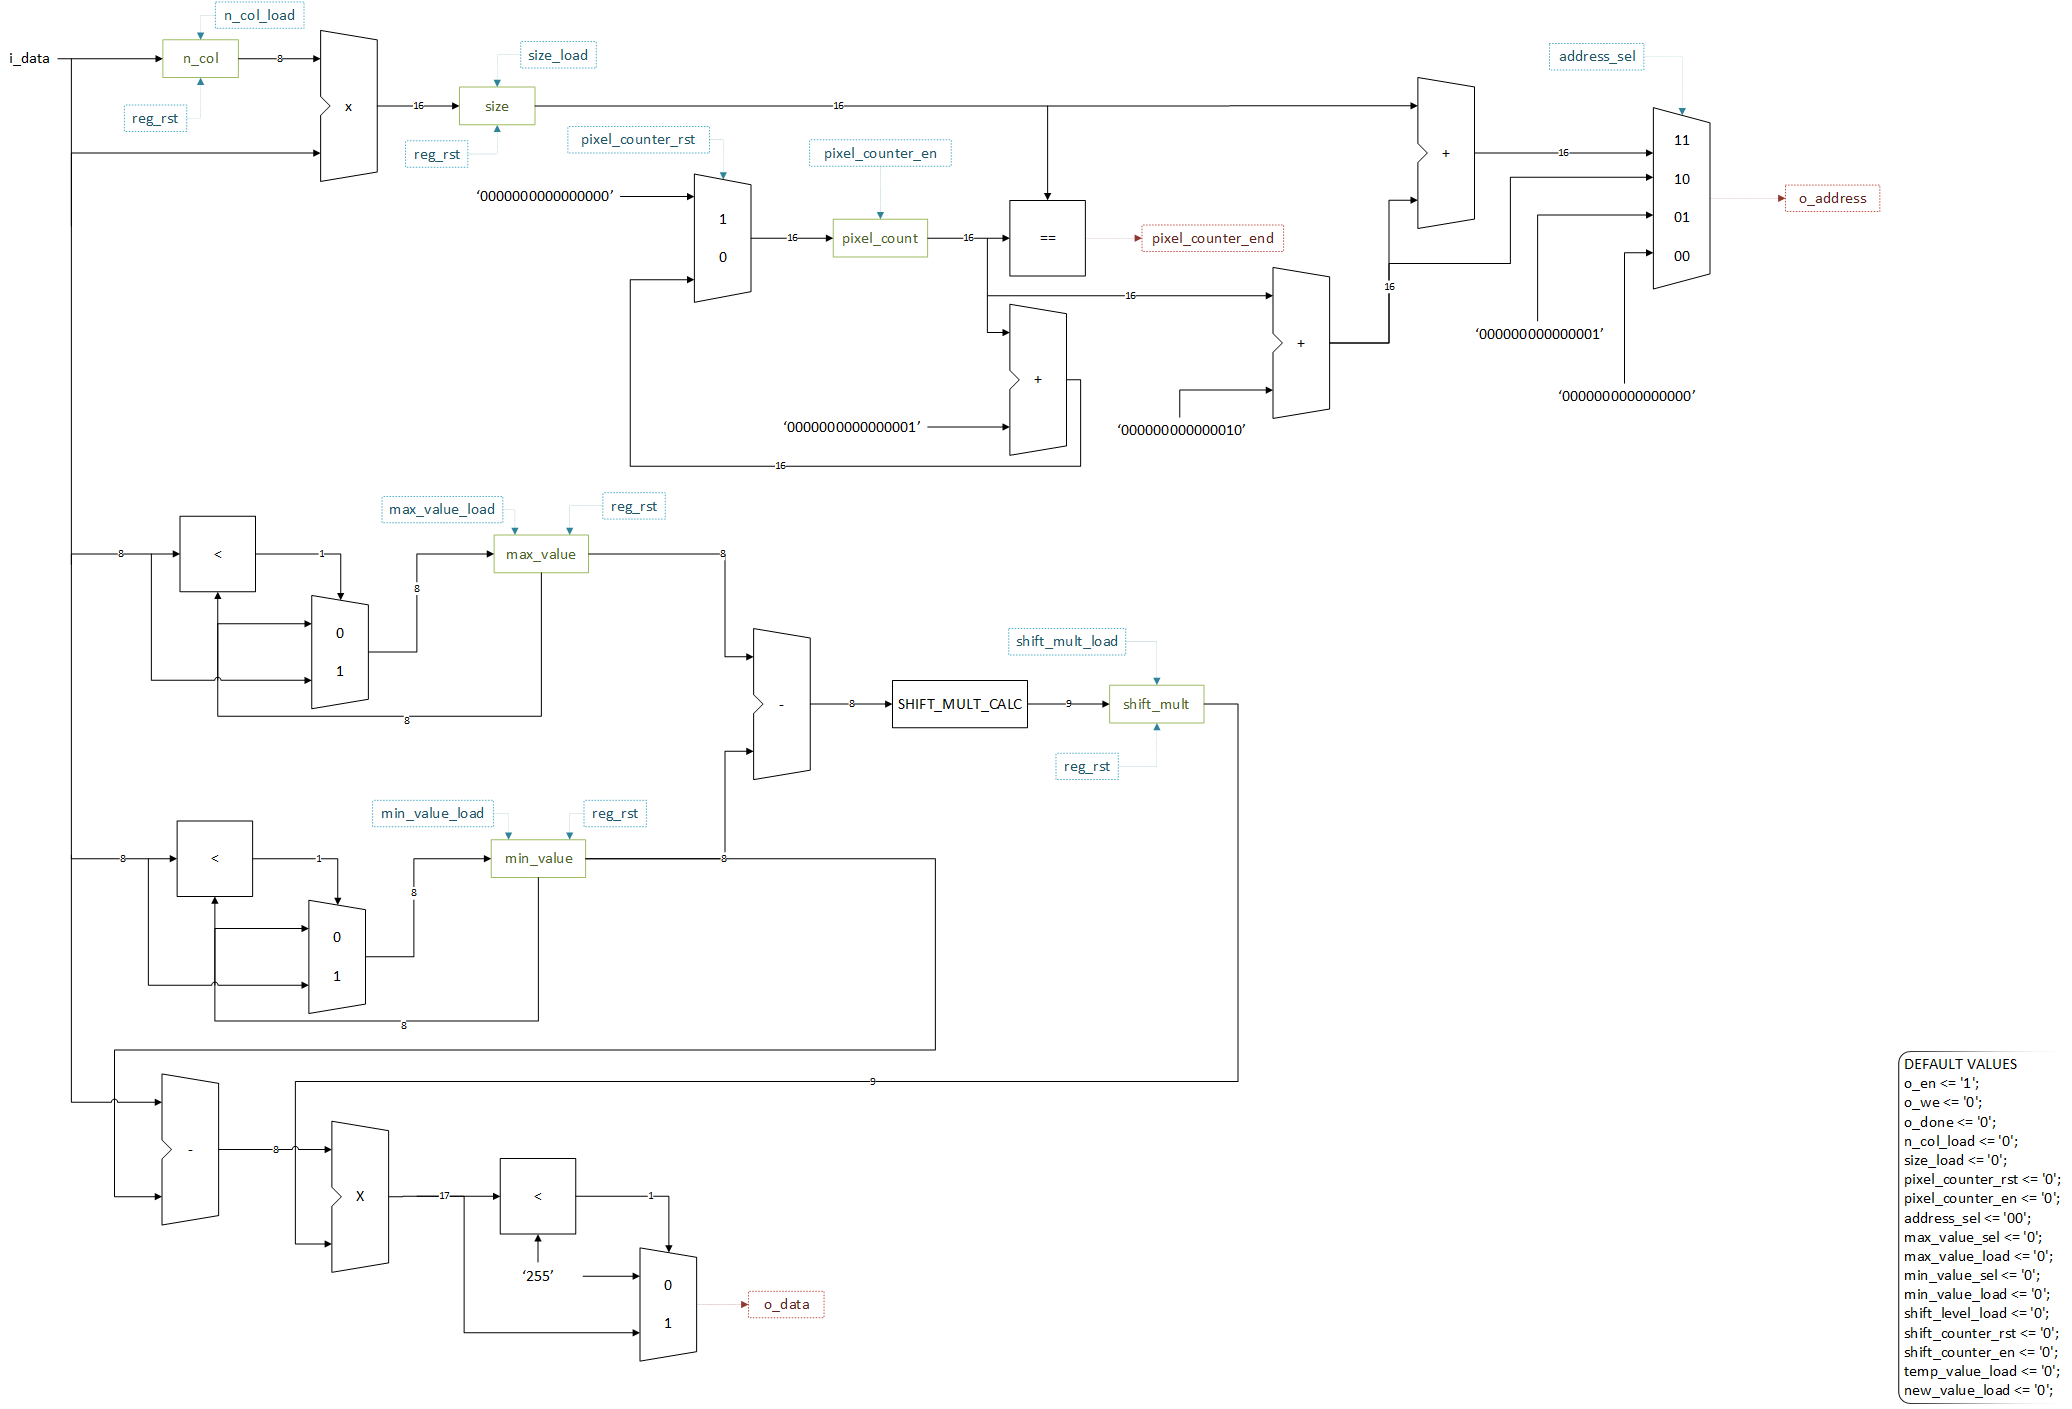 n_col_load
i_data
n_col
8
reg_rst
x
16
size_load
size
reg_rst
16
pixel_counter_rst
pixel_counter_en
‘0000000000000000’
1
0
16
pixel_count
16
==
pixel_counter_end
16
+
‘0000000000000001’
16
+
‘000000000000010’
16
+
16
address_sel
11
10
01
00
o_address
‘000000000000001’
‘0000000000000000’
max_value_load
reg_rst
8
<
1
max_value
8
8
0
1
8
shift_mult_load
-
8
SHIFT_MULT_CALC
9
shift_mult
reg_rst
min_value_load
reg_rst
8
<
1
min_value
8
8
0
1
8
9
-
8
X
17
<
1
‘255’
0
1
o_data
DEFAULT VALUES
o_en <= '1';
o_we <= '0';
o_done <= '0';
n_col_load <= '0';
size_load <= '0';
pixel_counter_rst <= '0';
pixel_counter_en <= '0';
address_sel <= '00';
max_value_sel <= '0';
max_value_load <= '0';
min_value_sel <= '0';
min_value_load <= '0';
shift_level_load <= '0';
shift_counter_rst <= '0';
shift_counter_en <= '0';
temp_value_load <= '0';
new_value_load <= '0';